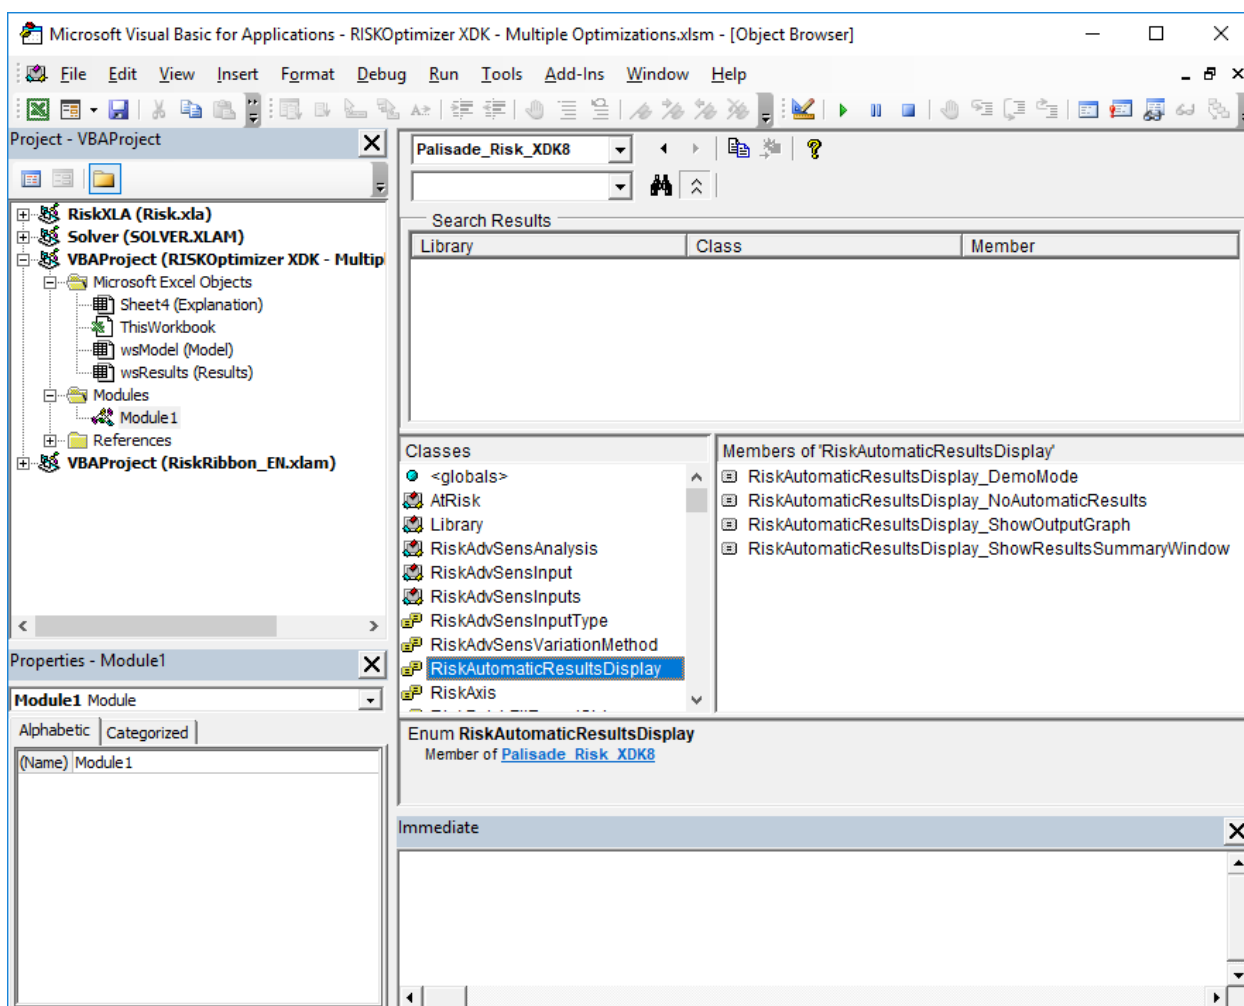 Microsoft Visual Basic for Applications - RISKOptimizer XDK - Multiple Optimizations.xlsm - [Object Browser]
File Edit View Insert Format Debug Run Tools Add-Ins Window Help
Project - VBAProject
RiskXLA (Risk.xla)
Solver (SOLVER.XLAM)
VBAProject (RISKOptimizer XDK - Multipl
Microsoft Excel Objects
Sheet4 (Explanation)
ThisWorkbook
wsModel (Model)
wsResults (Results)
Modules
Module1
References
VBAProject (RiskRibbon_EN.xlam)
Properties - Module1
Module1 Module
Alphabetic Categorized
(Name) Module1
Palisade_Risk_XDK8
Search Results
Library Class Member
Classes
<globals>
AtRisk
Library
RiskAdvSensAnalysis
RiskAdvSensInput
RiskAdvSensInputs
RiskAdvSensInputType
RiskAdvSensVariationMethod
RiskAutomaticResultsDisplay
RiskAxis
Members of 'RiskAutomaticResultsDisplay'
RiskAutomaticResultsDisplay_DemoMode
RiskAutomaticResultsDisplay_NoAutomaticResults
RiskAutomaticResultsDisplay_ShowOutputGraph
RiskAutomaticResultsDisplay_ShowResultsSummaryWindow
Enum RiskAutomaticResultsDisplay
Member of Palisade_Risk_XDK8
Immediate